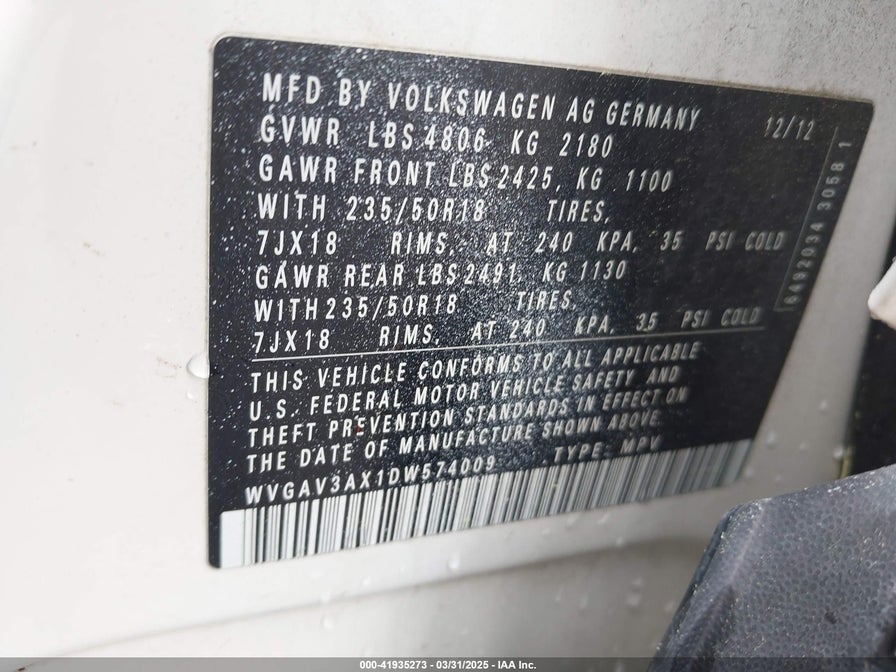 MFD BY VOLKSWAGEN AG GERMANY 12/12
GVWR LBS 4806 KG 2180
GAWR FRONT LBS 2425, KG 1100
WITH 235/50R18 TIRES,
7JX18 RIMS, AT 240 KPA, 35 PSI COLD
GAWR REAR LBS 2491, KG 1130
WITH 235/50R18 TIRES,
7JX18 RIMS, AT 240 KPA, 35 PSI COLD
THIS VEHICLE CONFORMS TO ALL APPLICABLE
U.S. FEDERAL MOTOR VEHICLE SAFETY AND
THEFT PREVENTION STANDARDS IN EFFECT ON
THE DATE OF MANUFACTURE SHOWN ABOVE
WVGAV3AX1DW574009 TYPE: MPV
6492034 30581
000-41935273 — 03/31/2025 — IAA Inc.